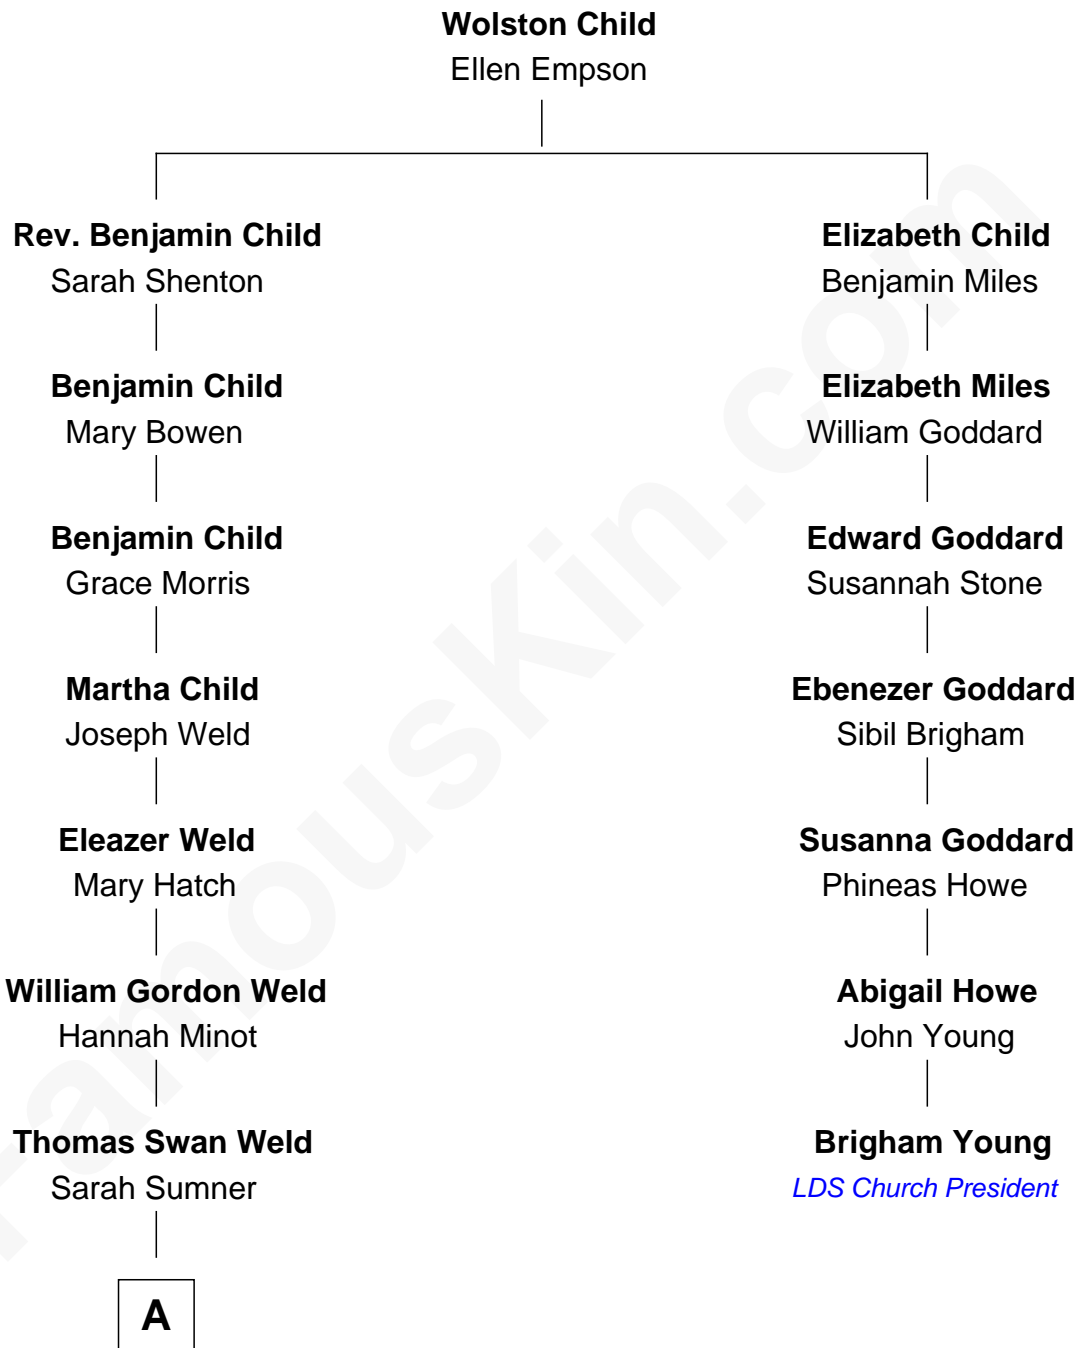 Wolston Child
Ellen Empson
Rev. Benjamin Child
Sarah Shenton
Elizabeth Child
Benjamin Miles
Benjamin Child
Mary Bowen
Elizabeth Miles
William Goddard
Benjamin Child
Grace Morris
Edward Goddard
Susannah Stone
Martha Child
Joseph Weld
Ebenezer Goddard
Sibil Brigham
Eleazer Weld
Mary Hatch
Susanna Goddard
Phineas Howe
William Gordon Weld
Hannah Minot
Abigail Howe
John Young
Thomas Swan Weld
Sarah Sumner
Brigham Young
LDS Church President
A
FamousKin.com